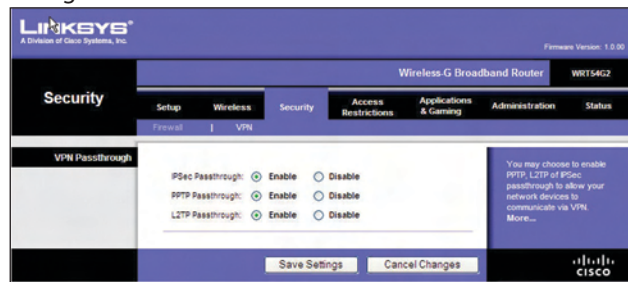 LINKSYS®
A Division of Cisco Systems, Inc.
Firmware Version: 1.0.00
Wireless-G Broadband Router WRT54G2
Security
Setup Wireless Security Access Restrictions Applications & Gaming Administration Status
Firewall | VPN
VPN Passthrough
IPSec Passthrough: Enable Disable
PPTP Passthrough: Enable Disable
L2TP Passthrough: Enable Disable
You may choose to enable
PPTP, L2TP of IPSec
passthrough to allow your
network devices to
communicate via VPN.
More...
Save Settings Cancel Changes
CISCO